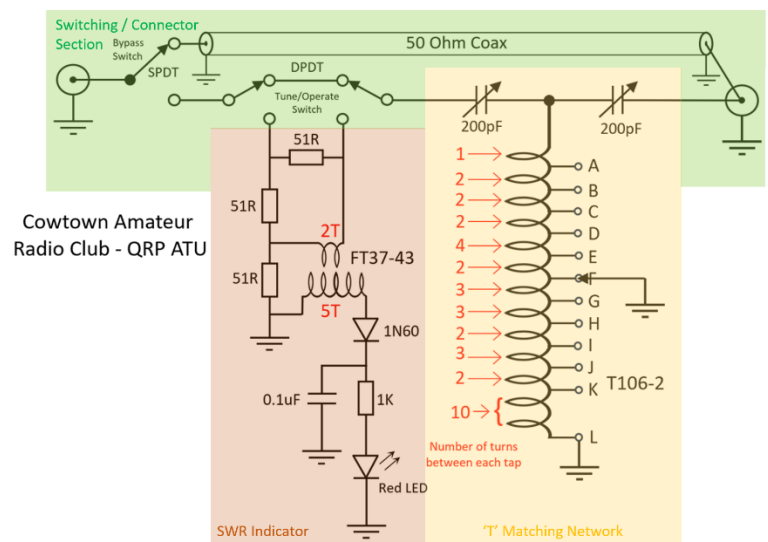 Switching / Connector
Section
Bypass
Switch
SPDT
50 Ohm Coax
DPDT
Tune/Operate
Switch
200pF
200pF
51R
51R
51R
2T
5T
FT37-43
1N60
0.1uF
1K
Red LED
SWR Indicator
Cowtown Amateur
Radio Club - QRP ATU
1
2
2
2
4
2
3
3
2
3
2
10
A
B
C
D
E
F
G
H
I
J
K
L
T106-2
Number of turns
between each tap
'T' Matching Network